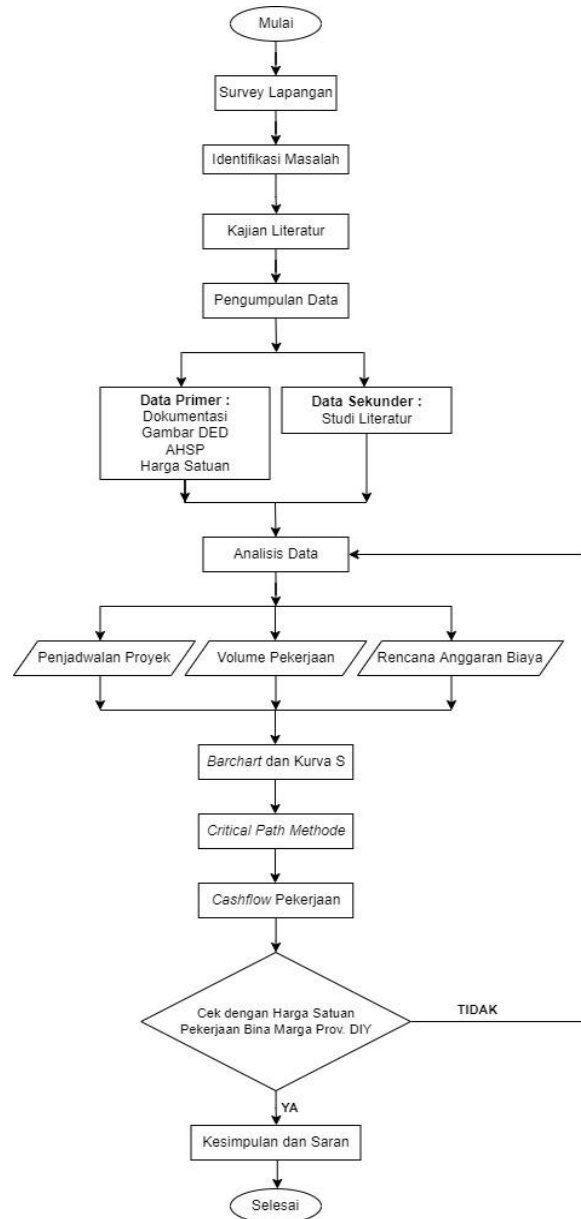 Mulai
Survey Lapangan
Identifikasi Masalah
Kajian Literatur
Pengumpulan Data
Data Primer :
Dokumentasi
Gambar DED
AHSP
Harga Satuan
Data Sekunder :
Studi Literatur
Analisis Data
Penjadwalan Proyek
Volume Pekerjaan
Rencana Anggaran Biaya
Barchart dan Kurva S
Critical Path Methode
Cashflow Pekerjaan
Cek dengan Harga Satuan
Pekerjaan Bina Marga Prov. DIY
TIDAK
YA
Kesimpulan dan Saran
Selesai